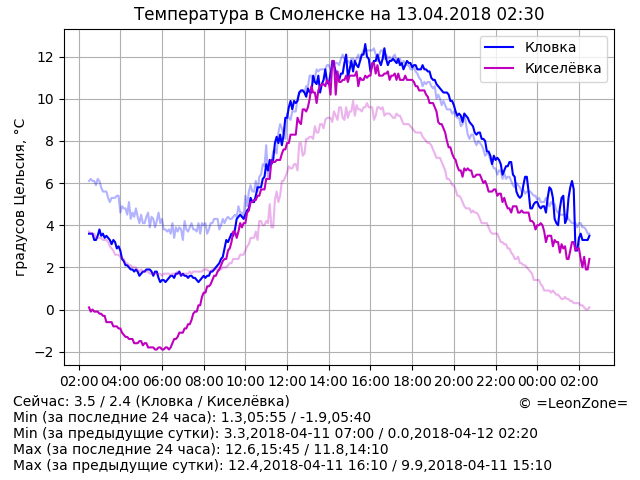 Температура в Смоленске на 13.04.2018 02:30
Кловка
Киселёвка
градусов Цельсия, °C
12
10
8
6
4
2
0
−2
02:00 04:00 06:00 08:00 10:00 12:00 14:00 16:00 18:00 20:00 22:00 00:00 02:00
Сейчас: 3.5 / 2.4 (Кловка / Киселёвка)
© =LeonZone=
Min (за последние 24 часа): 1.3,05:55 / -1.9,05:40
Min (за предыдущие сутки): 3.3,2018-04-11 07:00 / 0.0,2018-04-12 02:20
Max (за последние 24 часа): 12.6,15:45 / 11.8,14:10
Max (за предыдущие сутки): 12.4,2018-04-11 16:10 / 9.9,2018-04-11 15:10